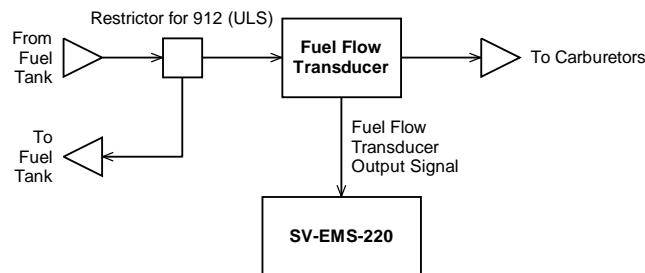 Restrictor for 912 (ULS)
From
Fuel
Tank
Fuel Flow
Transducer
To Carburetors
To
Fuel
Tank
Fuel Flow
Transducer
Output Signal
SV-EMS-220